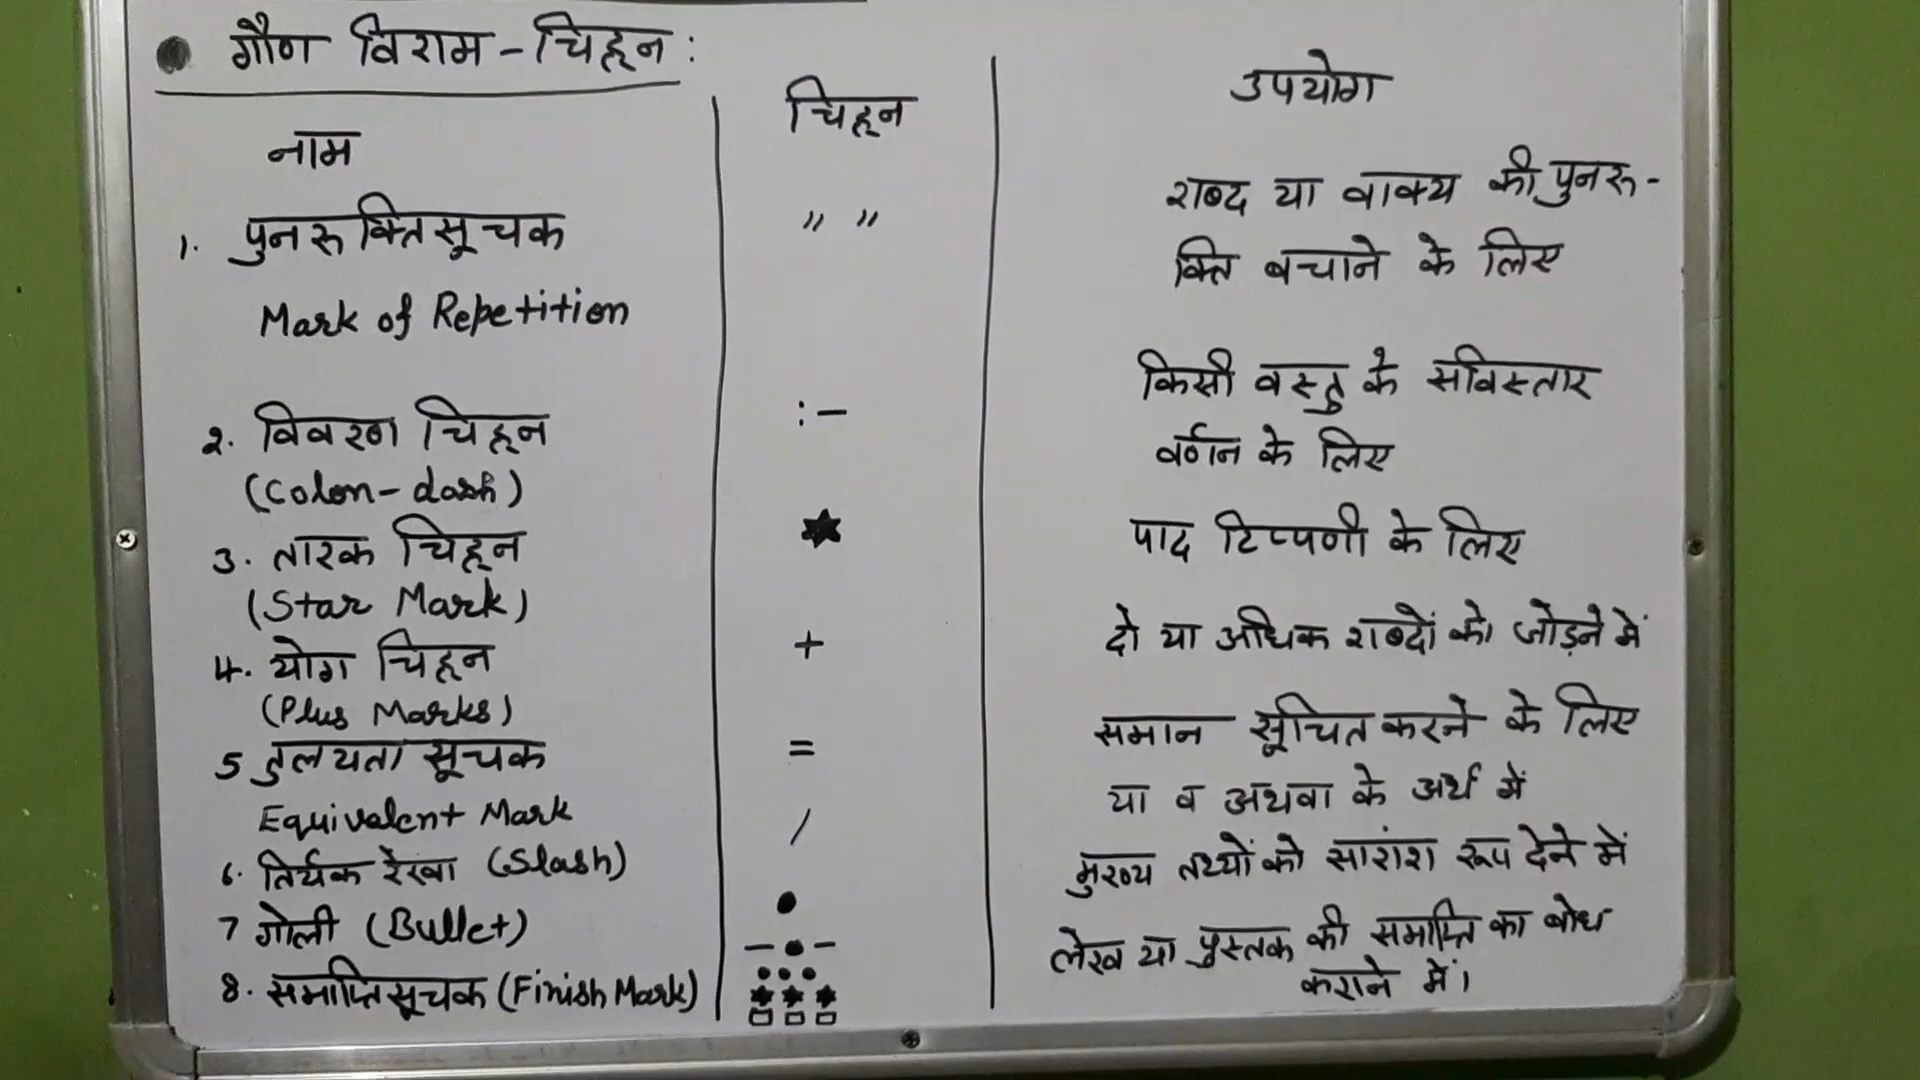 ● गौण विराम-चिह्न:
नाम
चिह्न
उपयोग
1. पुनरूक्तिसूचक
Mark of Repetition
" "
शब्द या वाक्य की पुनरू-
क्ति बचाने के लिए
2. विवरण चिह्न
(Colon-dash)
:-
किसी वस्तु के सविस्तार
वर्णन के लिए
3. तारक चिह्न
(Star Mark)
★
पाद टिप्पणी के लिए
4. योग चिह्न
(Plus Marks)
+
दो या अधिक शब्दों को जोड़ने में
5 तुलयता सूचक
Equivalent Mark
=
समान सूचित करने के लिए
6. तिर्यक रेखा (Slash)
/
या व अथवा के अर्थ में
7 गोली (Bullet)
●
मुख्य तथ्यों को सारांश रूप देने में
8. समाप्तिसूचक (Finish Mark)
-●-
●●●
★★★
□□□
लेख या पुस्तक की समाप्ति का बोध
कराने में।